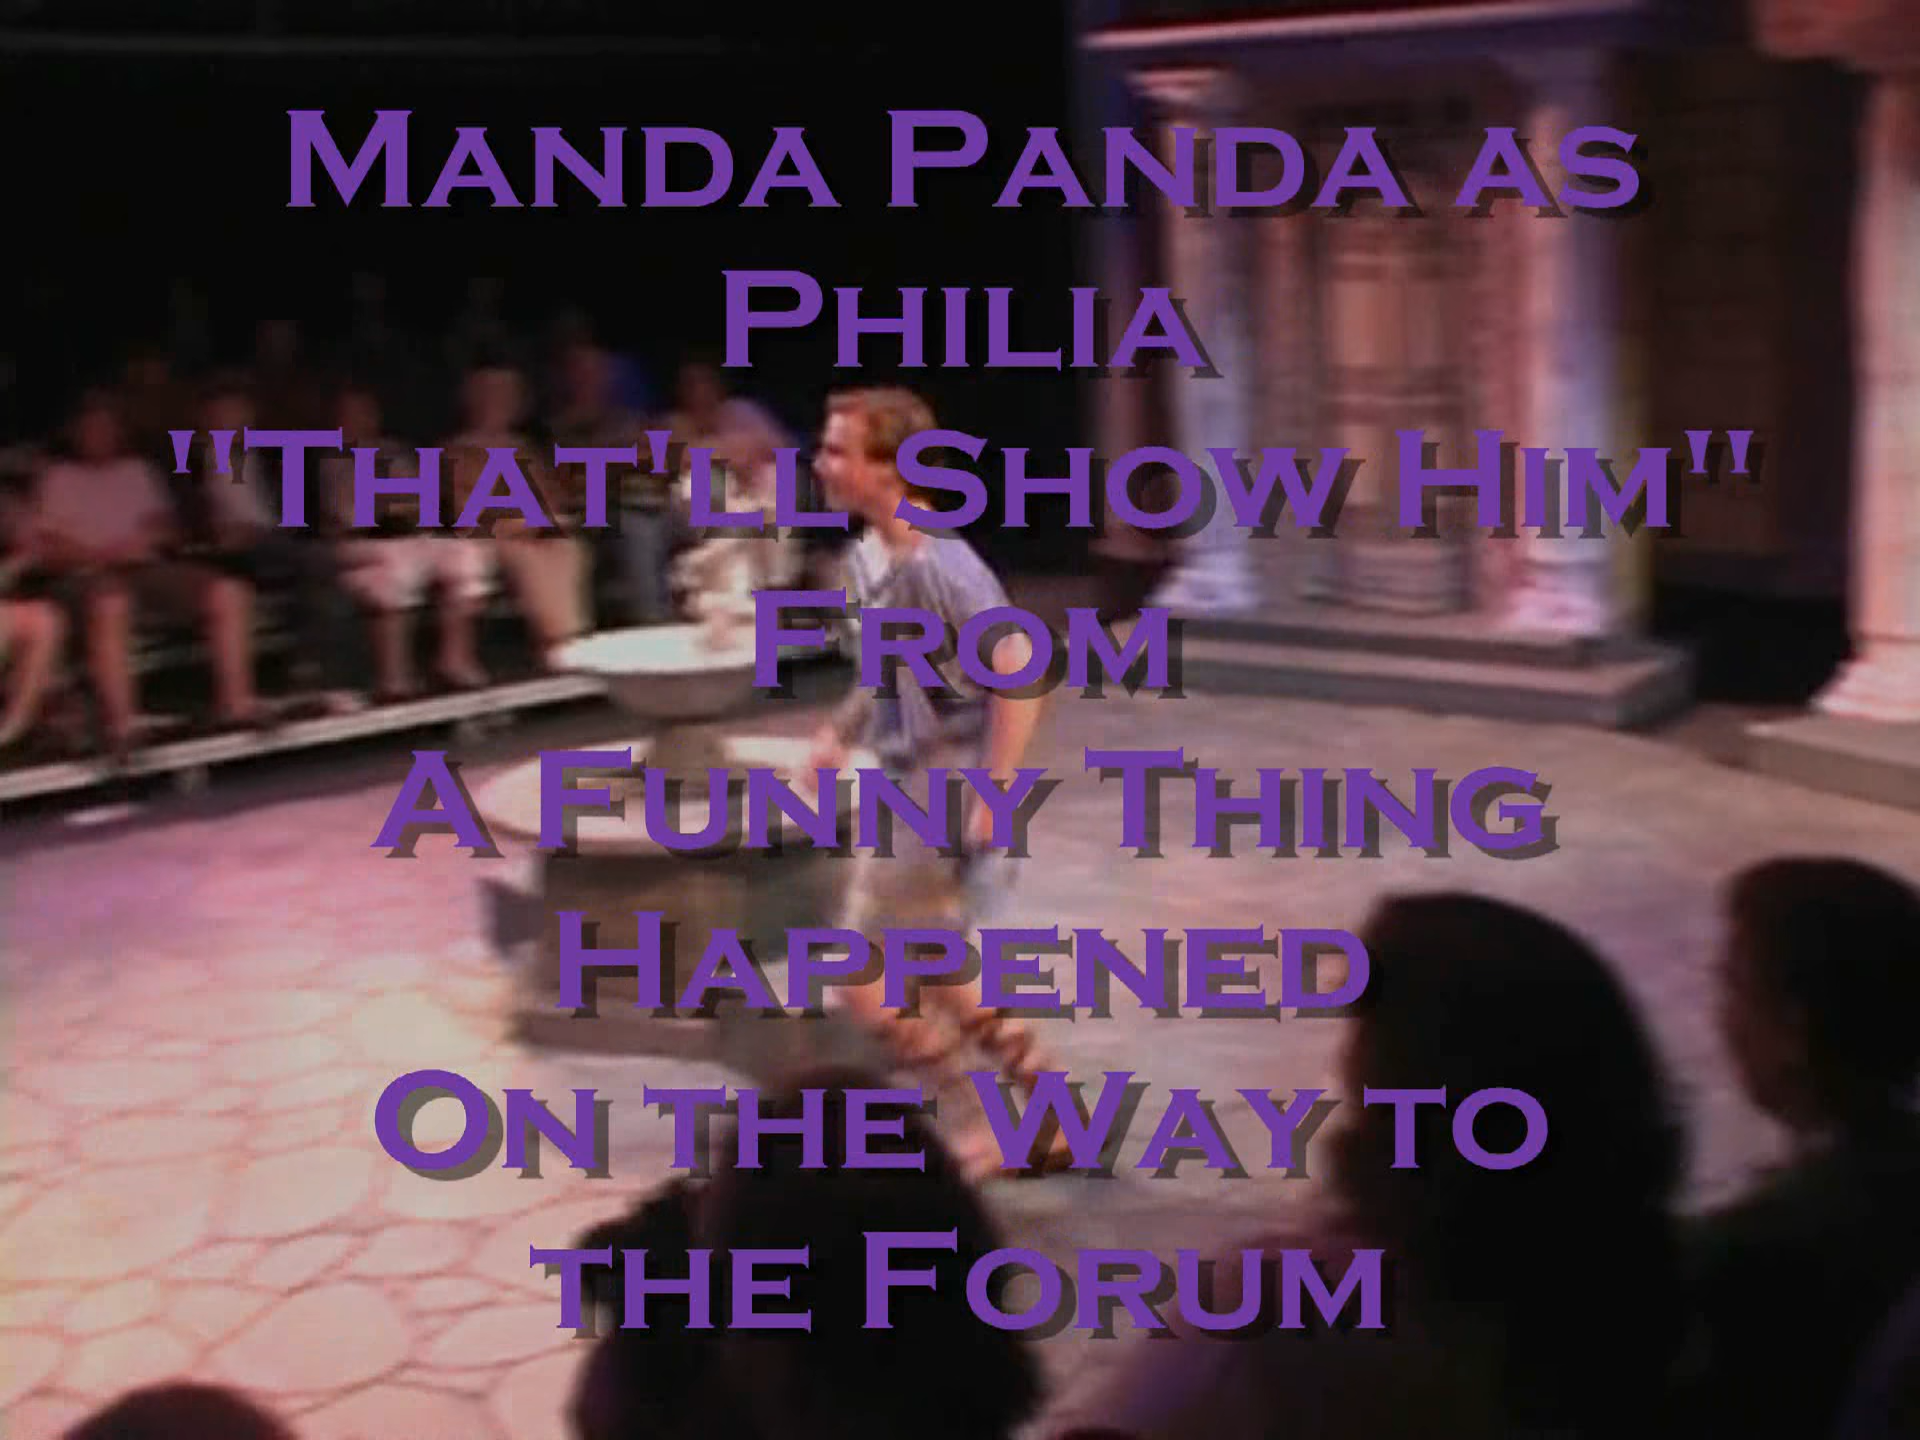 Manda Panda as
Philia
"That'll Show Him"
From
A Funny Thing
Happened
On the Way to
the Forum